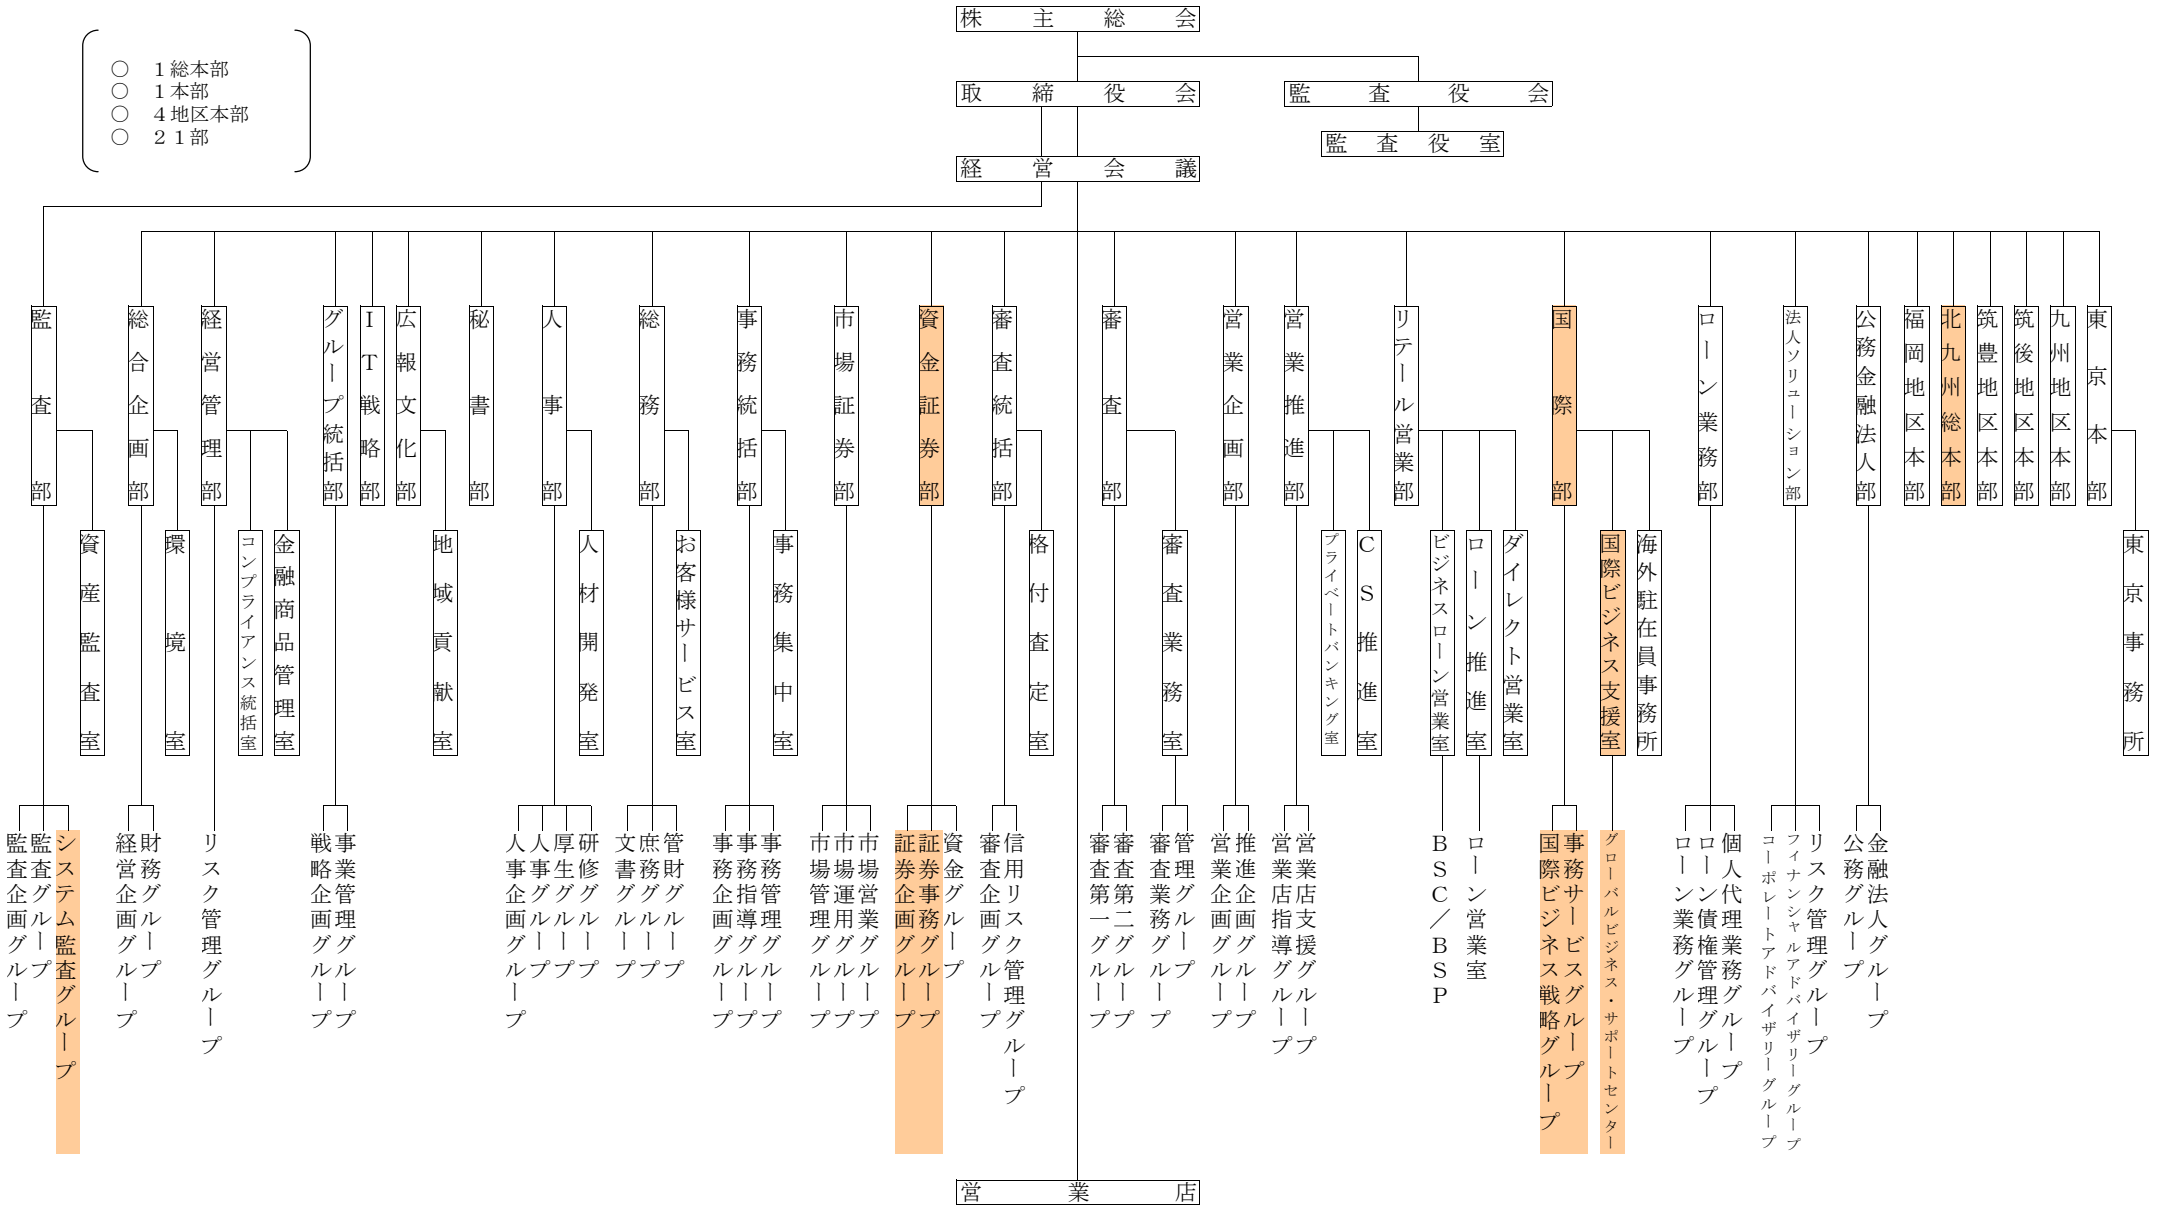 株主総会
○　１総本部
○　１本部
○　４地区本部
○　２１部
取締役会
監査役会
監査役室
経営会議
監査部
総合企画部
経営管理部
グループ統括部
ＩＴ戦略部
広報文化部
秘書部
人事部
総務部
事務統括部
市場証券部
資金証券部
審査統括部
審査部
営業企画部
営業推進部
リテール営業部
国際部
ローン業務部
法人ソリューション部
公務金融法人部
福岡地区本部
北九州総本部
筑豊地区本部
筑後地区本部
九州地区本部
東京本部
資産監査室
環境室
コンプライアンス統括室
金融商品管理室
地域貢献室
人材開発室
お客様サービス室
事務集中室
格付査定室
審査業務室
プライベートバンキング室
ＣＳ推進室
ビジネスローン営業室
ローン推進室
ダイレクト営業室
国際ビジネス支援室
海外駐在員事務所
東京事務所
監査企画グループ
監査グループ
システム監査グループ
経営企画グループ
財務グループ
リスク管理グループ
戦略企画グループ
事業管理グループ
人事企画グループ
人事グループ
厚生グループ
研修グループ
文書グループ
庶務グループ
管財グループ
事務企画グループ
事務指導グループ
事務管理グループ
市場管理グループ
市場運用グループ
市場営業グループ
証券企画グループ
証券事務グループ
資金グループ
審査企画グループ
信用リスク管理グループ
審査第一グループ
審査第二グループ
審査業務グループ
管理グループ
営業企画グループ
推進企画グループ
営業店指導グループ
営業店支援グループ
ＢＳＣ／ＢＳＰ
ローン営業室
国際ビジネス戦略グループ
事務サービスグループ
グローバルビジネス・サポートセンター
ローン業務グループ
ローン債権管理グループ
個人代理業務グループ
コーポレートアドバイザリーグループ
フィナンシャルアドバイザリーグループ
リスク管理グループ
公務グループ
金融法人グループ
営業店